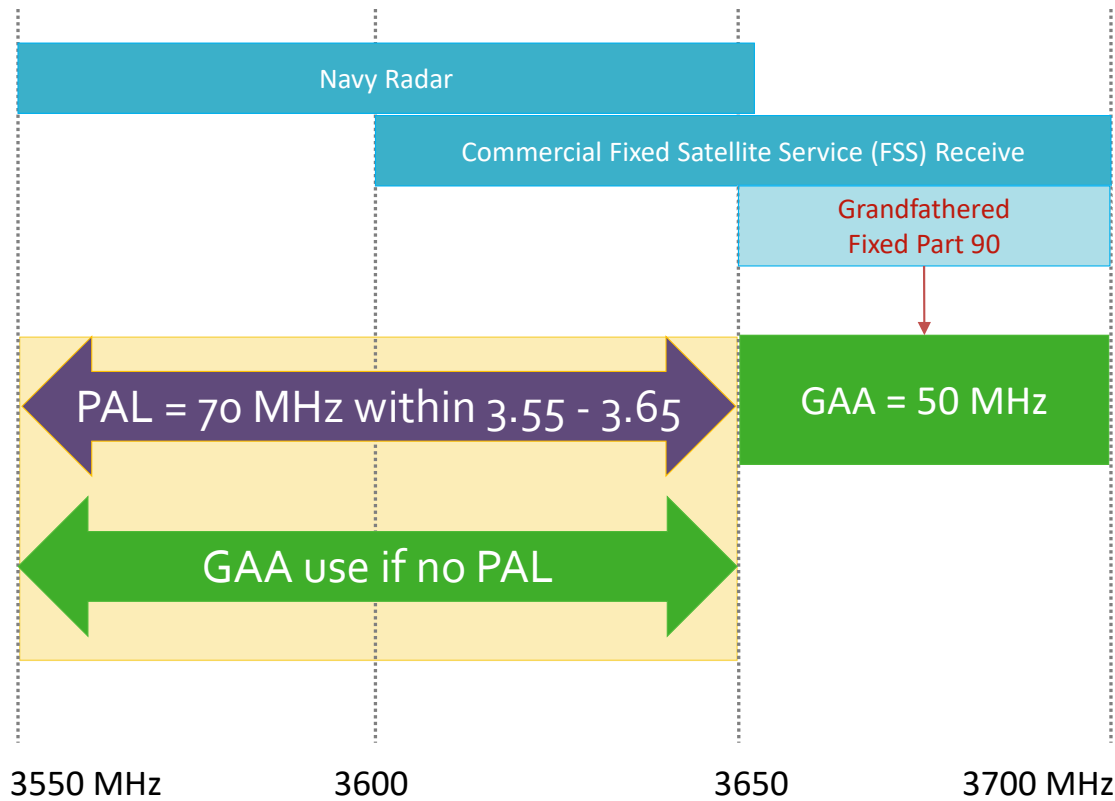 Navy Radar
Commercial Fixed Satellite Service (FSS) Receive
Grandfathered
Fixed Part 90
PAL = 70 MHz within 3.55 - 3.65
GAA = 50 MHz
GAA use if no PAL
3550 MHz
3600
3650
3700 MHz